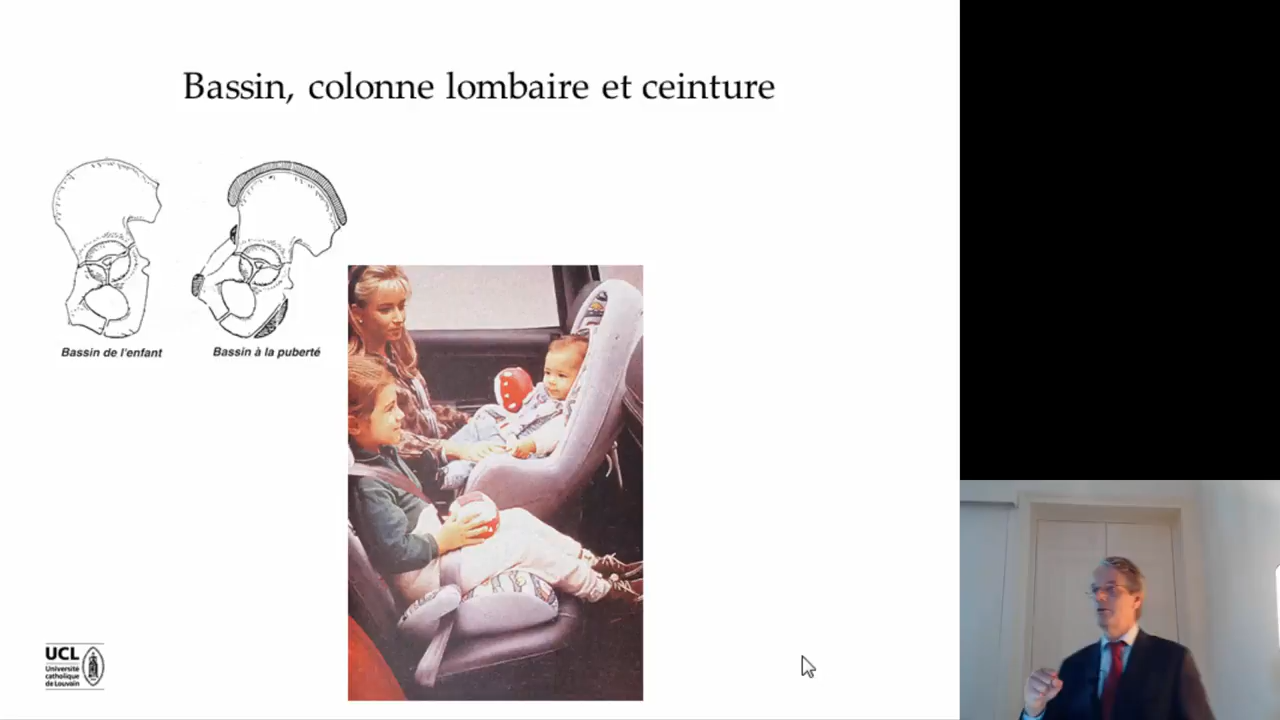 Bassin, colonne lombaire et ceinture
Bassin de l'enfant
Bassin à la puberté
UCL
Université
catholique
de Louvain